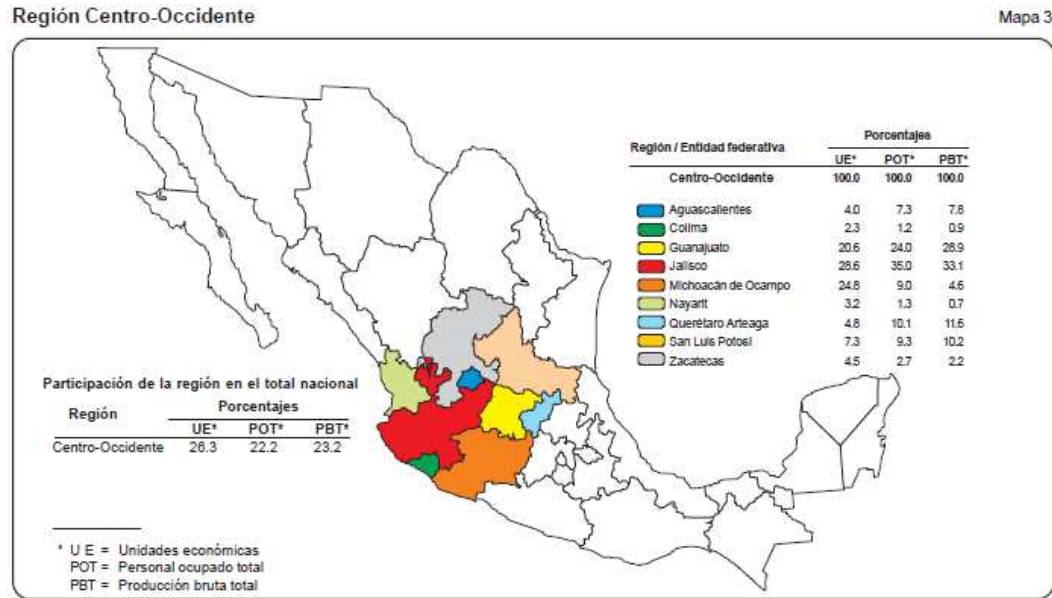 Región Centro-Occidente
Mapa 3
Porcentajes
Región / Entidad federativa
UE* POT* PBT*
Centro-Occidente 100.0 100.0 100.0
Aguascalientes 4.0 7.3 7.8
Colima 2.3 1.2 0.9
Guanajuato 20.6 24.0 28.9
Jalisco 28.6 35.0 33.1
Michoacán de Ocampo 24.8 9.0 4.6
Nayarit 3.2 1.3 0.7
Querétaro Arteaga 4.8 10.1 11.6
San Luis Potosí 7.3 9.3 10.2
Zacatecas 4.5 2.7 2.2
Participación de la región en el total nacional
Porcentajes
Región
UE* POT* PBT*
Centro-Occidente 26.3 22.2 23.2
* U E = Unidades económicas
POT = Personal ocupado total
PBT = Producción bruta total